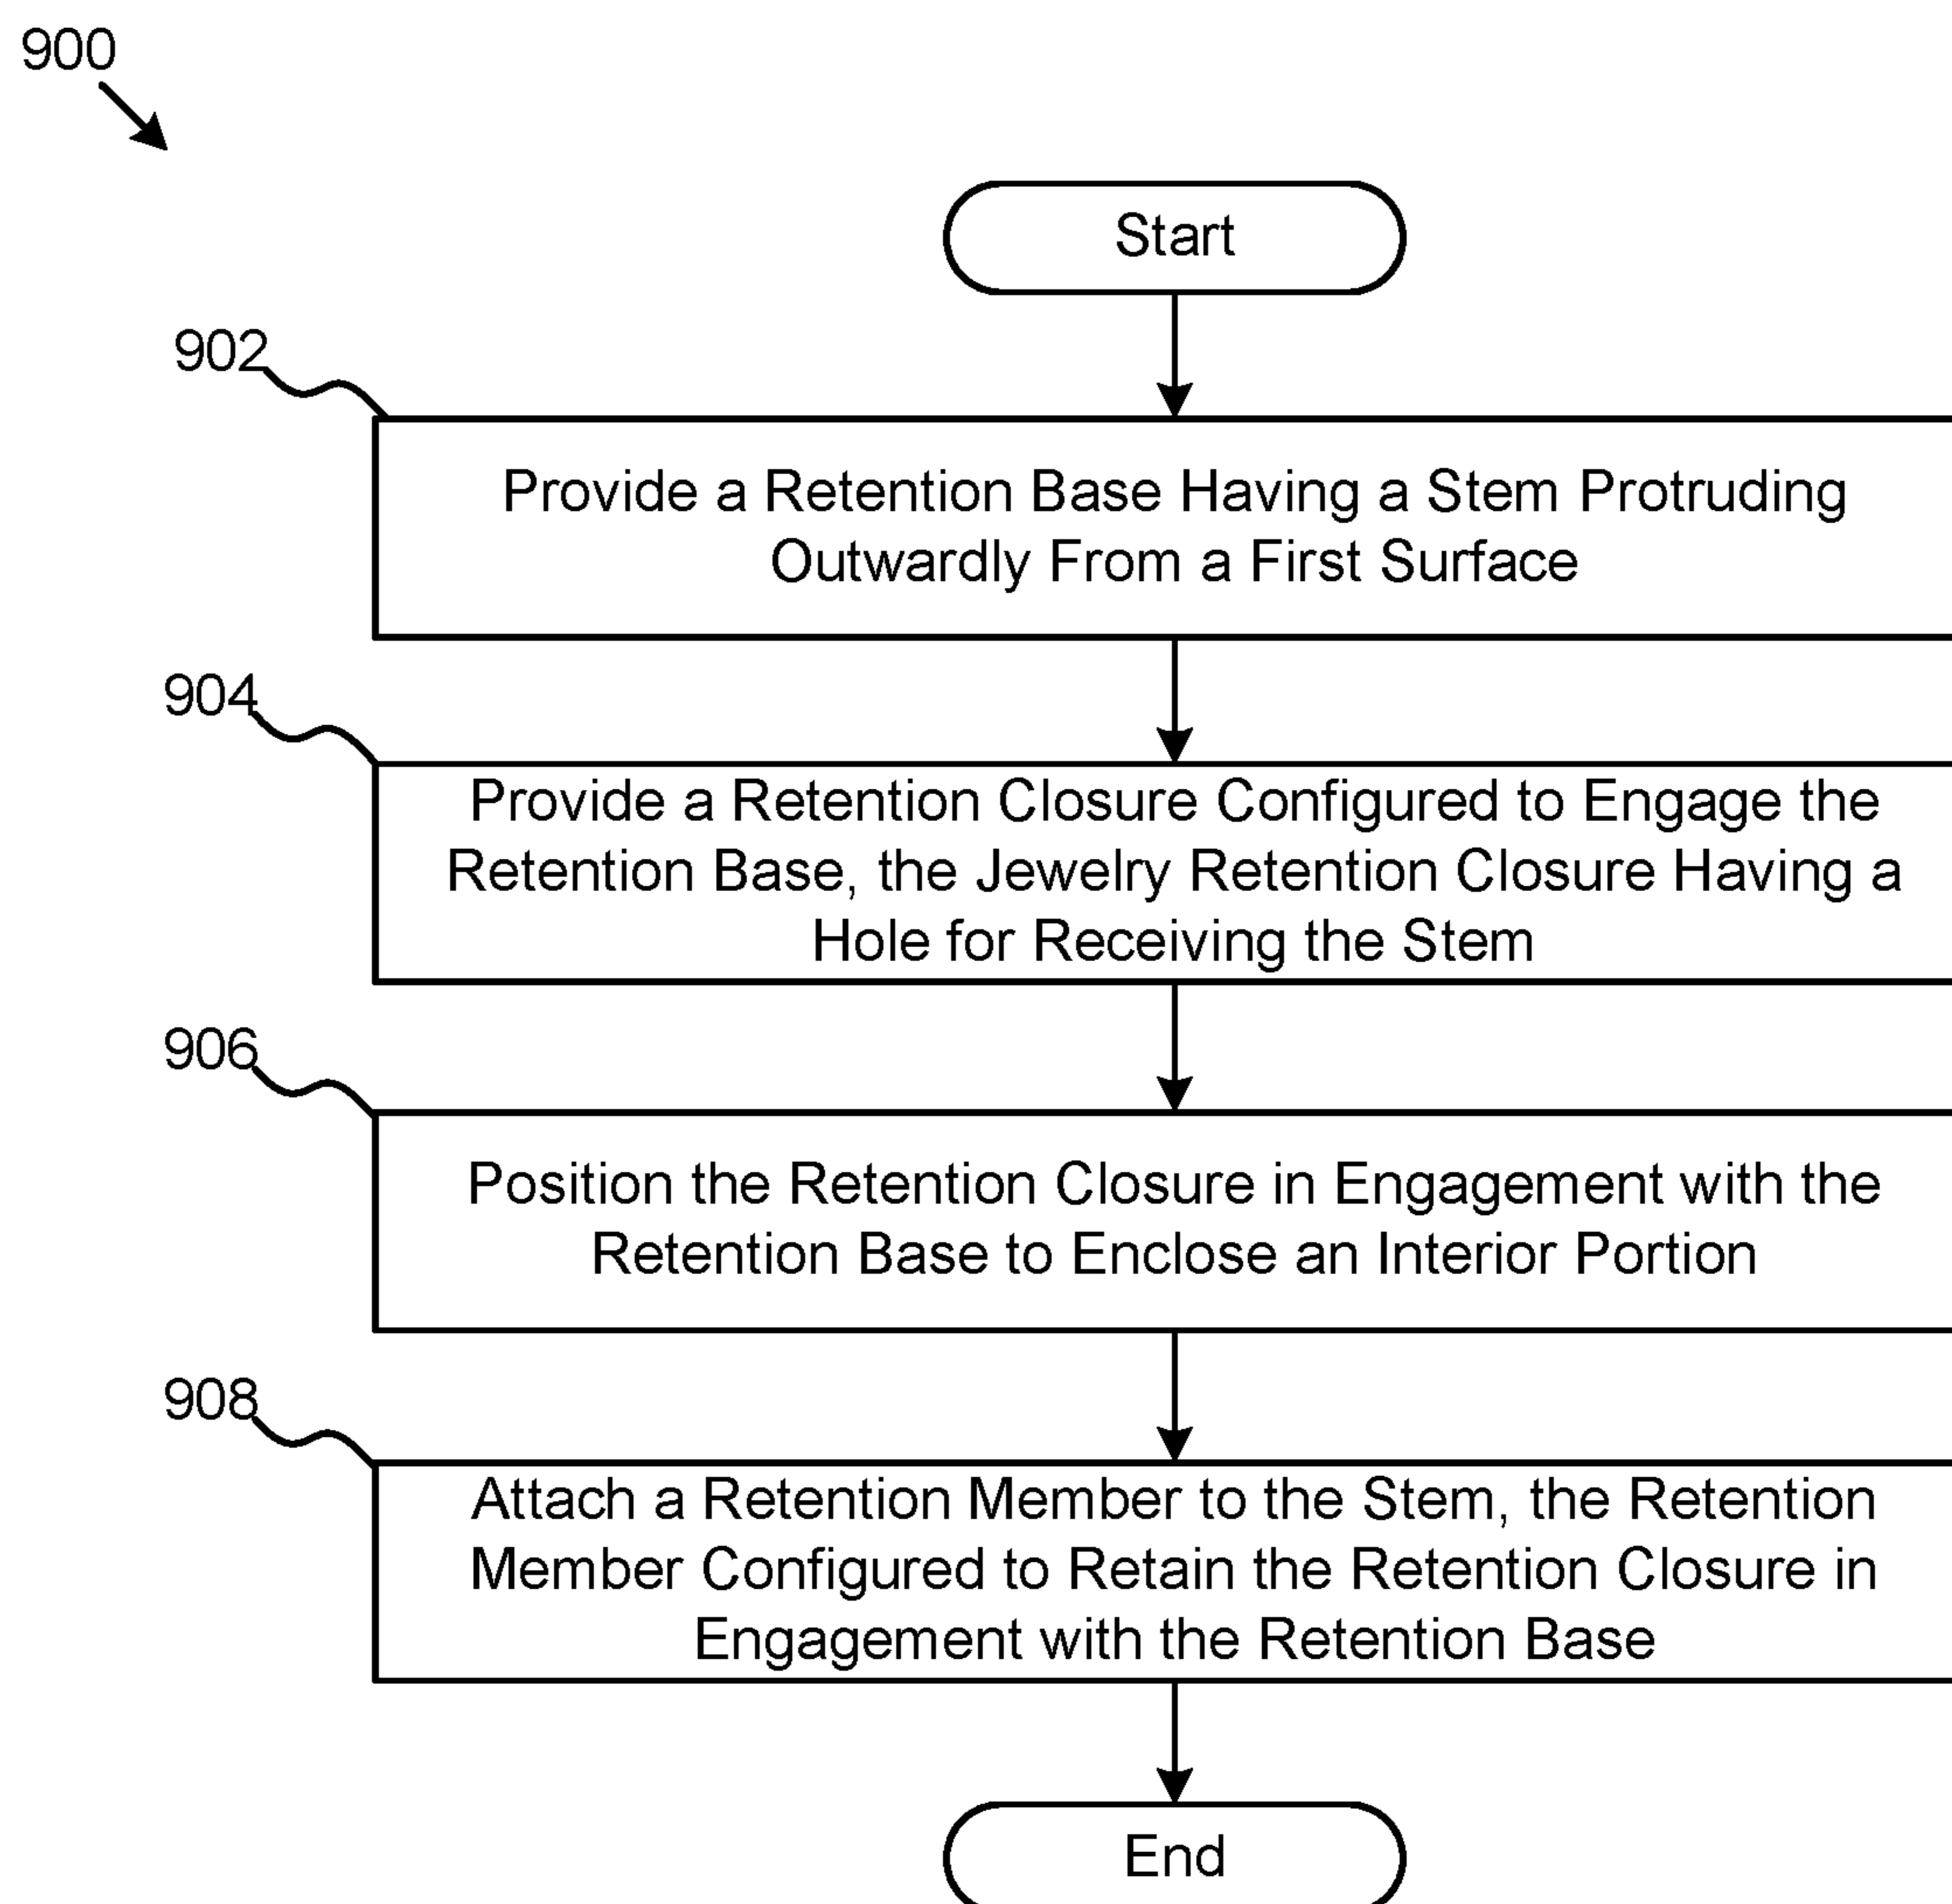 900
Start
902
Provide a Retention Base Having a Stem Protruding
Outwardly From a First Surface
904
Provide a Retention Closure Configured to Engage the
Retention Base, the Jewelry Retention Closure Having a
Hole for Receiving the Stem
906
Position the Retention Closure in Engagement with the
Retention Base to Enclose an Interior Portion
908
Attach a Retention Member to the Stem, the Retention
Member Configured to Retain the Retention Closure in
Engagement with the Retention Base
End